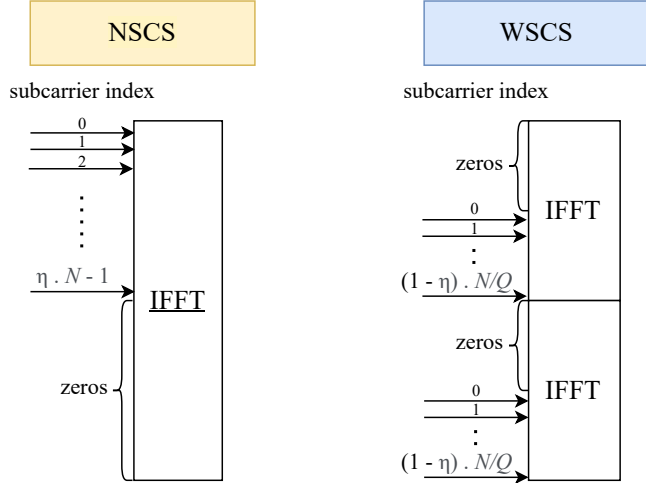 NSCS
subcarrier index
0
1
2
η . N - 1
IFFT
zeros
WSCS
subcarrier index
zeros
0
1
IFFT
(1 - η) . N/Q
zeros
IFFT
0
1
(1 - η) . N/Q